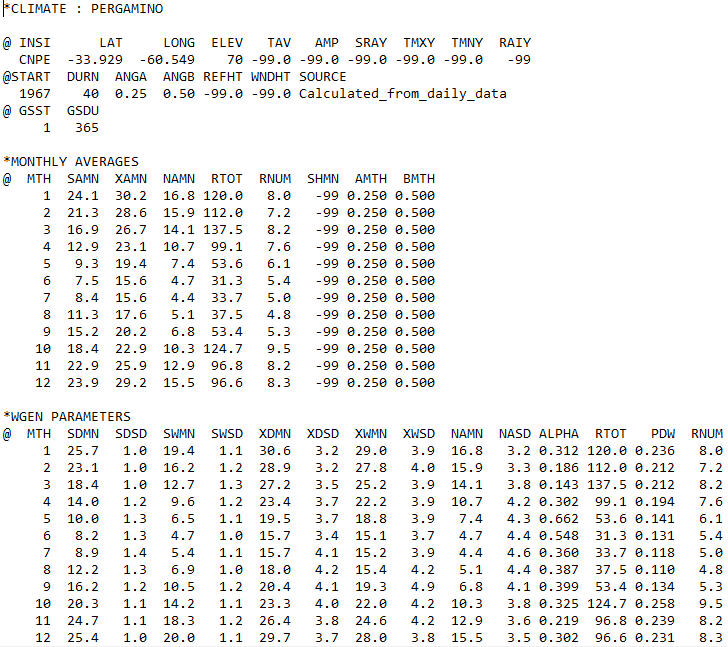 *CLIMATE : PERGAMINO
@ INSI      LAT     LONG  ELEV   TAV   AMP  SRAY  TMXY  TMNY  RAIY
  CNPE  -33.929  -60.549    70 -99.0 -99.0 -99.0 -99.0 -99.0   -99
@START  DURN  ANGA  ANGB REFHT WNDHT SOURCE
  1967    40  0.25  0.50 -99.0 -99.0 Calculated_from_daily_data
@ GSST  GSDU
     1   365
*MONTHLY AVERAGES
@  MTH  SAMN  XAMN  NAMN  RTOT  RNUM  SHMN  AMTH  BMTH
     1  24.1  30.2  16.8 120.0   8.0   -99 0.250 0.500
     2  21.3  28.6  15.9 112.0   7.2   -99 0.250 0.500
     3  16.9  26.7  14.1 137.5   8.2   -99 0.250 0.500
     4  12.9  23.1  10.7  99.1   7.6   -99 0.250 0.500
     5   9.3  19.4   7.4  53.6   6.1   -99 0.250 0.500
     6   7.5  15.6   4.7  31.3   5.4   -99 0.250 0.500
     7   8.4  15.6   4.4  33.7   5.0   -99 0.250 0.500
     8  11.3  17.6   5.1  37.5   4.8   -99 0.250 0.500
     9  15.2  20.2   6.8  53.4   5.3   -99 0.250 0.500
    10  18.4  22.9  10.3 124.7   9.5   -99 0.250 0.500
    11  22.9  25.9  12.9  96.8   8.2   -99 0.250 0.500
    12  23.9  29.2  15.5  96.6   8.3   -99 0.250 0.500
*WGEN PARAMETERS
@  MTH  SDMN  SDSD  SWMN  SWSD  XDMN  XDSD  XWMN  XWSD  NAMN  NASD ALPHA  RTOT   PDW  RNUM
     1  25.7   1.0  19.4   1.1  30.6   3.2  29.0   3.9  16.8   3.2 0.312 120.0 0.236   8.0
     2  23.1   1.0  16.2   1.2  28.9   3.2  27.8   4.0  15.9   3.3 0.186 112.0 0.212   7.2
     3  18.4   1.0  12.7   1.3  27.2   3.5  25.2   3.9  14.1   3.8 0.143 137.5 0.212   8.2
     4  14.0   1.2   9.6   1.2  23.4   3.7  22.2   3.9  10.7   4.2 0.302  99.1 0.194   7.6
     5  10.0   1.3   6.5   1.1  19.5   3.7  18.8   3.9   7.4   4.3 0.662  53.6 0.141   6.1
     6   8.2   1.3   4.7   1.0  15.7   3.4  15.1   3.7   4.7   4.4 0.548  31.3 0.131   5.4
     7   8.9   1.4   5.4   1.1  15.7   4.1  15.2   3.9   4.4   4.6 0.360  33.7 0.118   5.0
     8  12.2   1.3   6.9   1.0  18.0   4.2  15.4   4.2   5.1   4.4 0.387  37.5 0.110   4.8
     9  16.2   1.2  10.5   1.2  20.4   4.1  19.3   4.9   6.8   4.1 0.399  53.4 0.134   5.3
    10  20.3   1.1  14.2   1.1  23.3   4.0  22.0   4.2  10.3   3.8 0.325 124.7 0.258   9.5
    11  24.7   1.1  18.3   1.2  26.4   3.8  24.6   4.2  12.9   3.6 0.219  96.8 0.239   8.2
    12  25.4   1.0  20.0   1.1  29.7   3.7  28.0   3.8  15.5   3.5 0.302  96.6 0.231   8.3